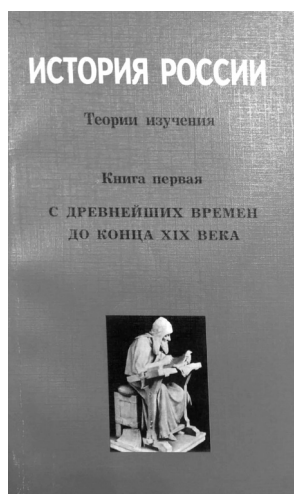 ИСТОРИЯ РОССИИ
Теории изучения
Книга первая
С ДРЕВНЕЙШИХ ВРЕМЕН
ДО КОНЦА XIX ВЕКА